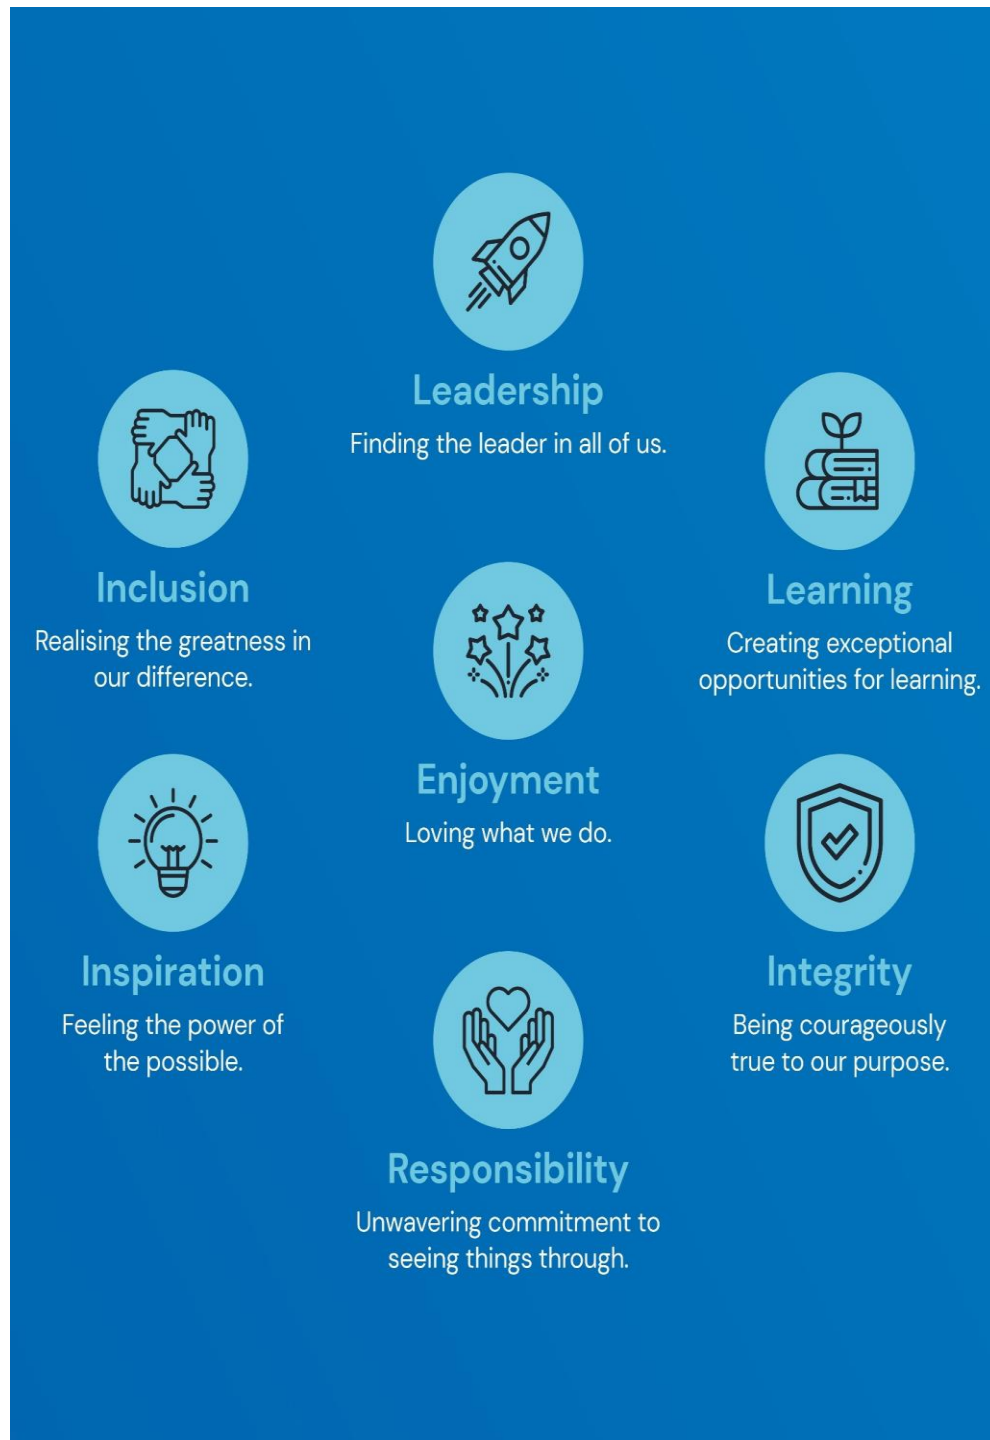 Leadership
Finding the leader in all of us.
Inclusion
Realising the greatness in
our difference.
Learning
Creating exceptional
opportunities for learning.
Enjoyment
Loving what we do.
Inspiration
Feeling the power of
the possible.
Integrity
Being courageously
true to our purpose.
Responsibility
Unwavering commitment to
seeing things through.